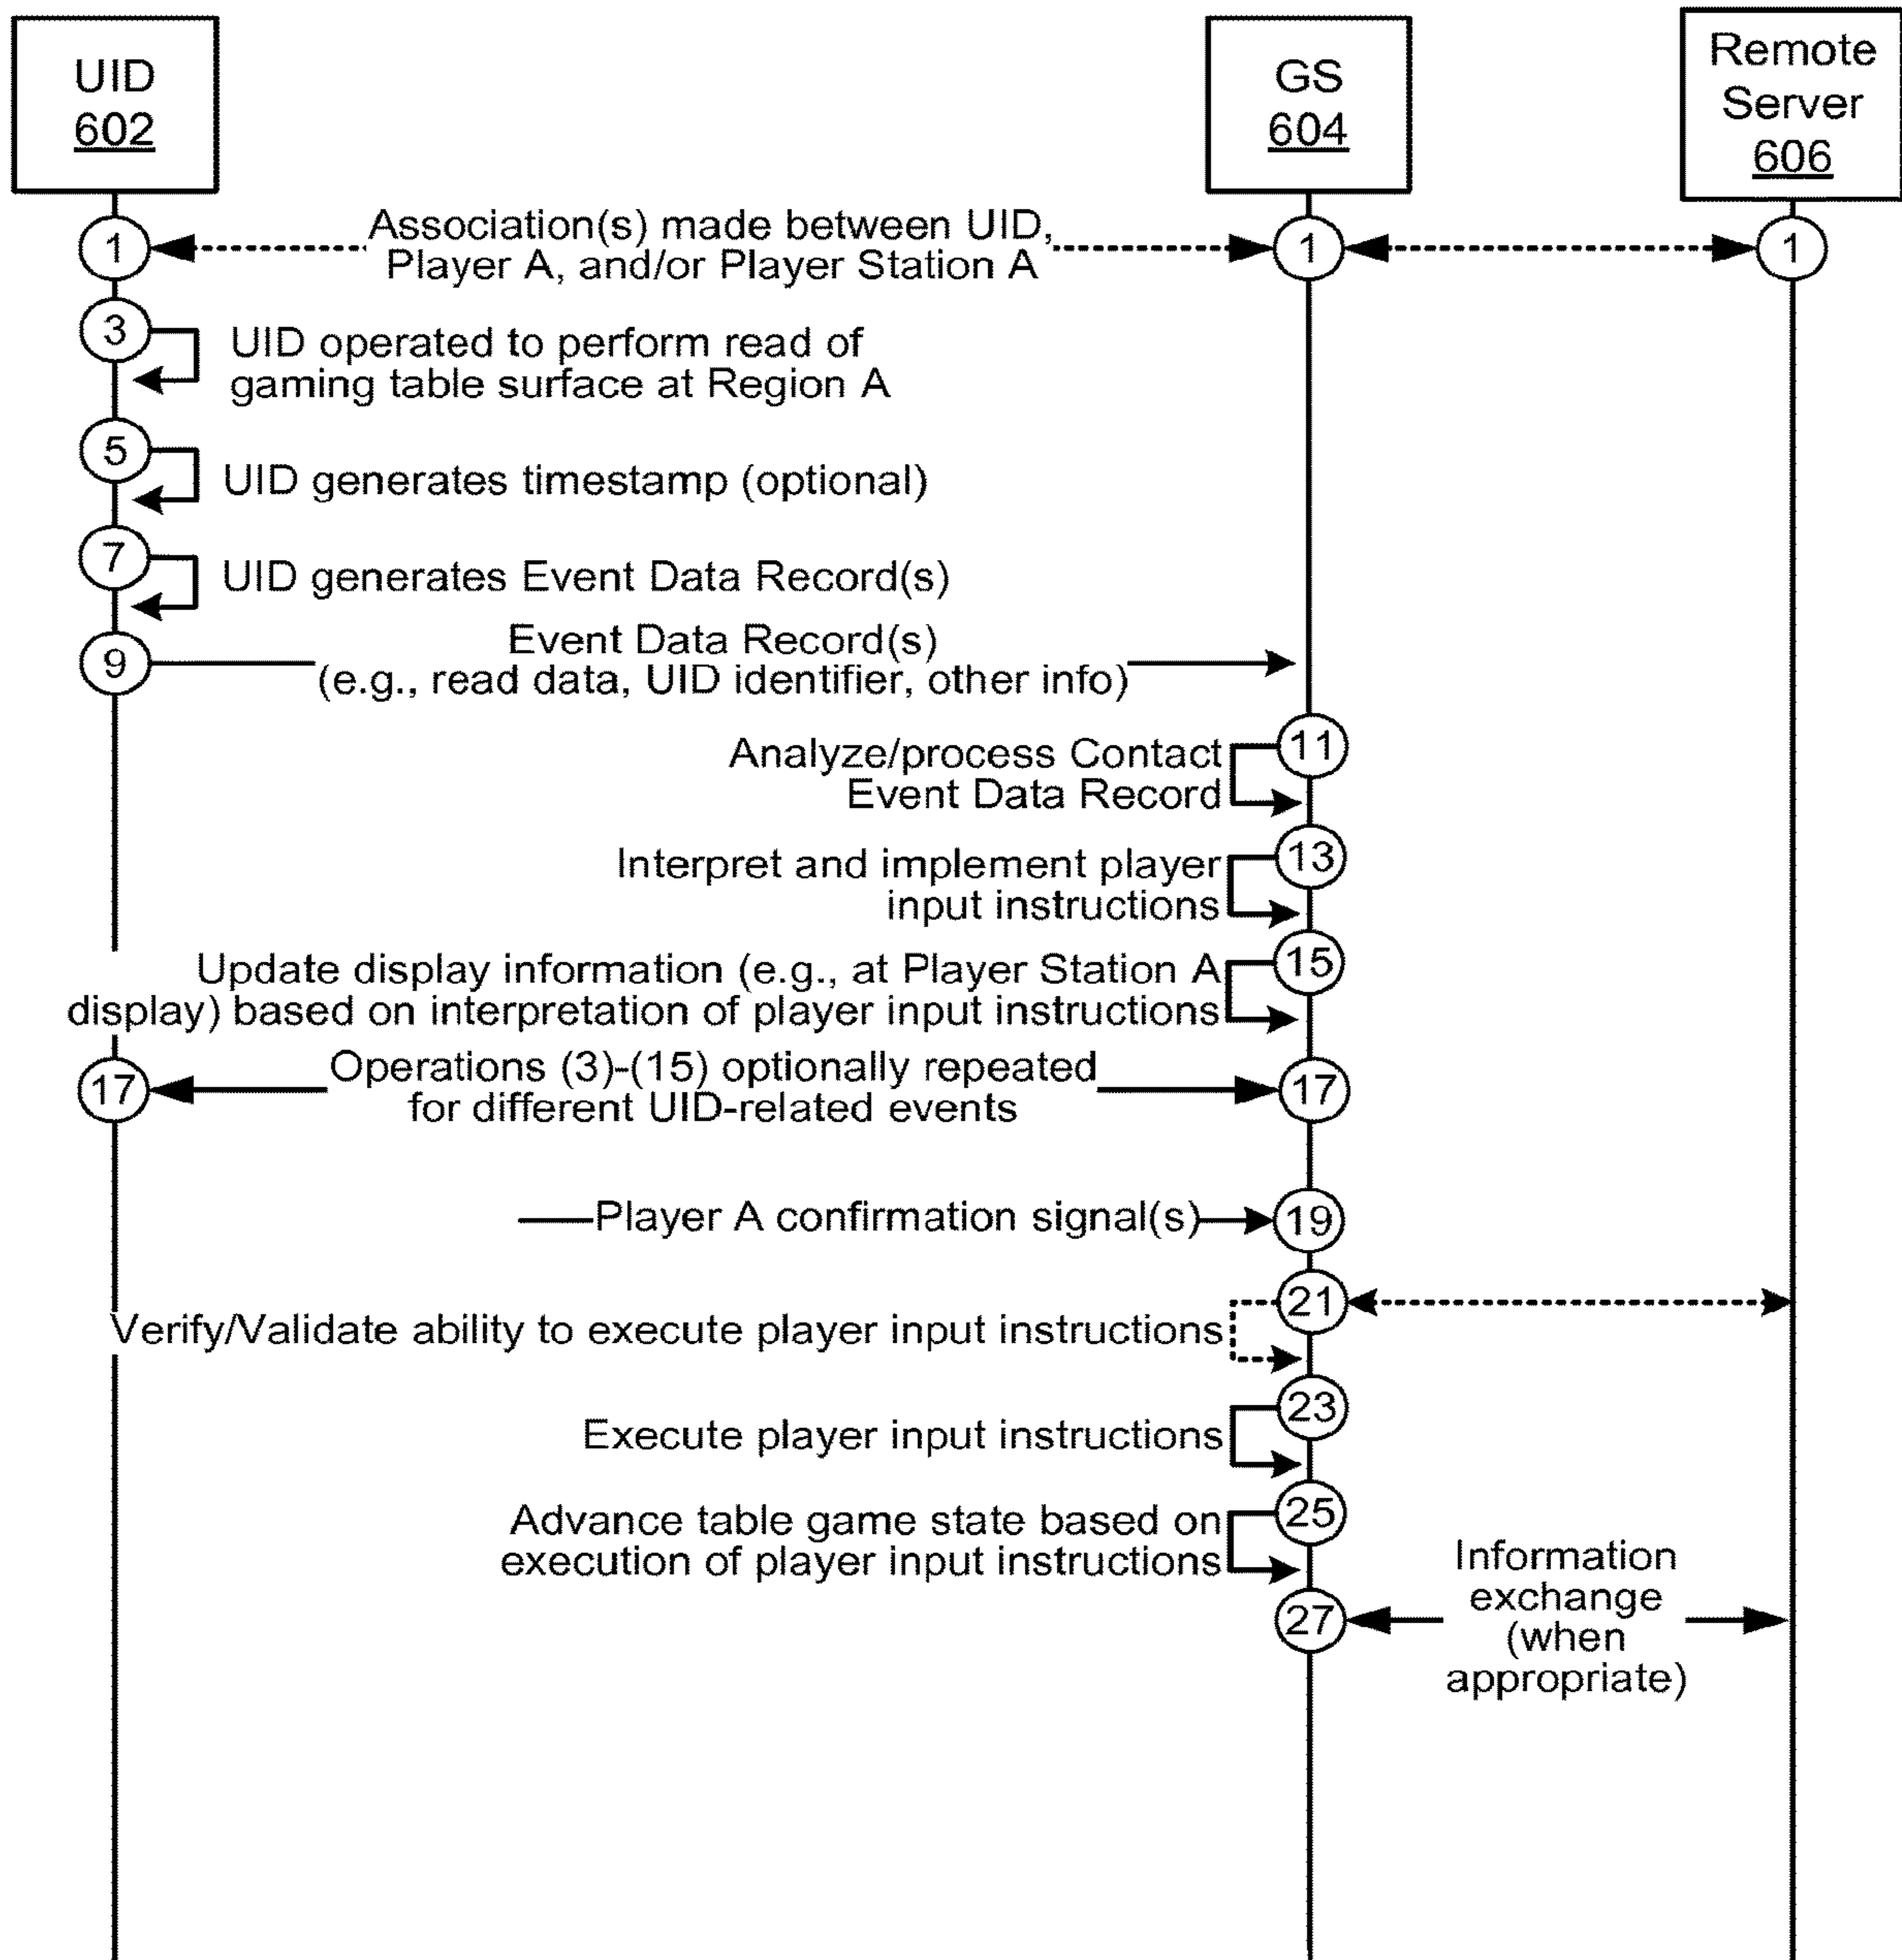 UID
602
GS
604
Remote
Server
606
1
Association(s) made between UID,
Player A, and/or Player Station A
1
1
3
UID operated to perform read of
gaming table surface at Region A
5
UID generates timestamp (optional)
7
UID generates Event Data Record(s)
9
Event Data Record(s)
(e.g., read data, UID identifier, other info)
11
Analyze/process Contact
Event Data Record
13
Interpret and implement player
input instructions
15
Update display information (e.g., at Player Station A
display) based on interpretation of player input instructions
17
Operations (3)-(15) optionally repeated
for different UID-related events
17
Player A confirmation signal(s)
19
21
Verify/Validate ability to execute player input instructions
23
Execute player input instructions
25
Advance table game state based on
execution of player input instructions
27
Information
exchange
(when
appropriate)